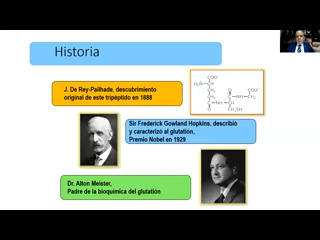 Historia
J. De Rey-Pailhade, descubrimiento
original de este tripéptido en 1888
Sir Frederick Gowland Hopkins, describió
y caracterizó al glutatión,
Premio Nobel en 1929
Dr. Alton Meister,
Padre de la bioquímica del glutatión